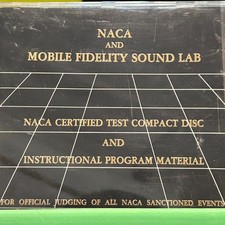 NACA
AND
MOBILE FIDELITY SOUND LAB
NACA CERTIFIED TEST COMPACT DISC
AND
INSTRUCTIONAL PROGRAM MATERIAL
FOR OFFICIAL JUDGING OF ALL NACA SANCTIONED EVENTS